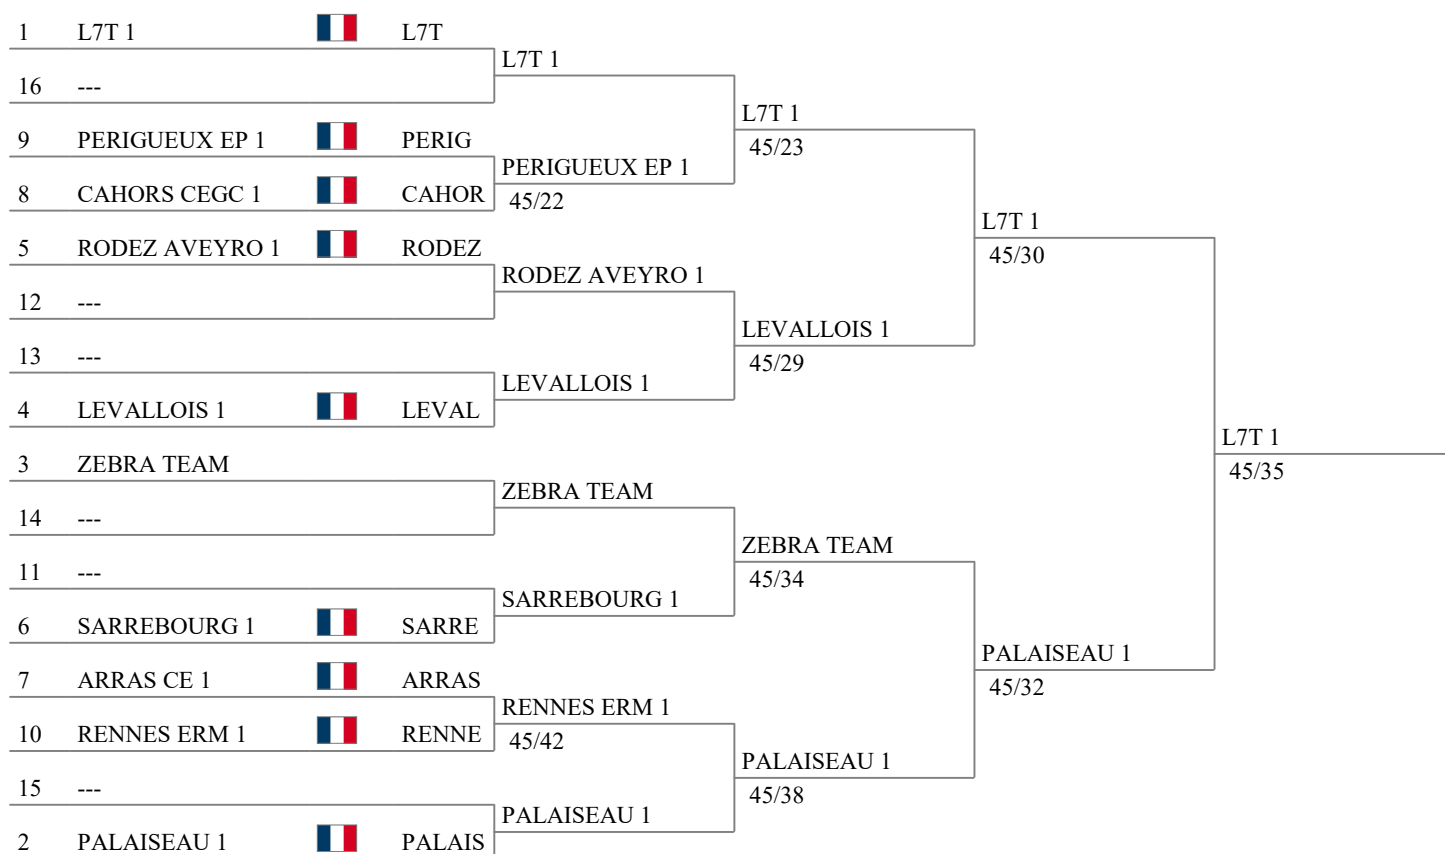 1 L7T 1 L7T
L7T 1
16 ---
L7T 1
45/23
9 PERIGUEUX EP 1 PERIG
PERIGUEUX EP 1
45/22
8 CAHORS CEGC 1 CAHOR
L7T 1
45/30
5 RODEZ AVEYRO 1 RODEZ
RODEZ AVEYRO 1
12 ---
LEVALLOIS 1
45/29
13 ---
LEVALLOIS 1
4 LEVALLOIS 1 LEVAL
L7T 1
45/35
3 ZEBRA TEAM
ZEBRA TEAM
14 ---
ZEBRA TEAM
45/34
11 ---
SARREBOURG 1
6 SARREBOURG 1 SARRE
PALAISEAU 1
45/32
7 ARRAS CE 1 ARRAS
RENNES ERM 1
45/42
10 RENNES ERM 1 RENNE
PALAISEAU 1
45/38
15 ---
PALAISEAU 1
2 PALAISEAU 1 PALAIS